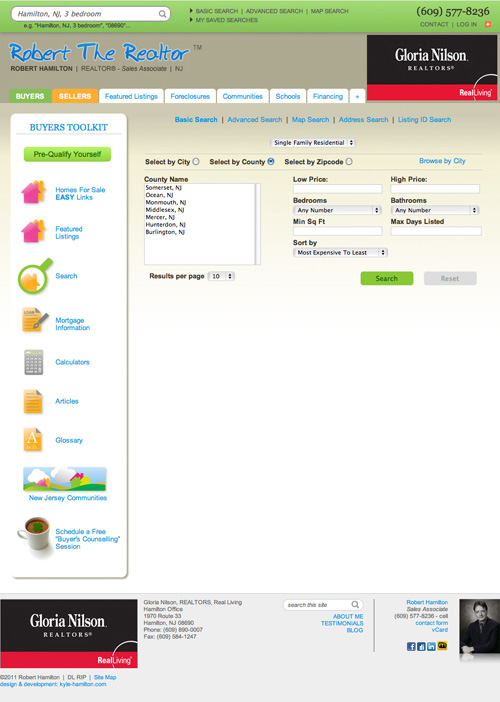 Hamilton, NJ, 3 bedroom
e.g. "Hamilton, NJ, 3 bedroom", "08690"...
BASIC SEARCH | ADVANCED SEARCH | MAP SEARCH
MY SAVED SEARCHES
(609) 577-8236
CONTACT | LOG IN
Robert The Realtor TM
ROBERT HAMILTON | REALTOR® - Sales Associate | NJ
Gloria Nilson
REALTORS®
RealLiving®
BUYERS
SELLERS
Featured Listings
Foreclosures
Communities
Schools
Financing
+
BUYERS TOOLKIT
Pre-Qualify Yourself
Homes For Sale
EASY Links
Featured
Listings
Search
LOAN
Mortgage
Information
Calculators
Articles
A
Glossary
New Jersey Communities
Schedule a Free
"Buyer's Counselling"
Session
Basic Search | Advanced Search | Map Search | Address Search | Listing ID Search
Single Family Residential
Select by City
Select by County
Select by Zipcode
Browse by City
County Name
Somerset, NJ
Ocean, NJ
Monmouth, NJ
Middlesex, NJ
Mercer, NJ
Hunterdon, NJ
Burlington, NJ
Low Price:
High Price:
Bedrooms
Bathrooms
Any Number
Any Number
Min Sq Ft
Max Days Listed
Sort by
Most Expensive To Least
Results per page 10
Search
Reset
Gloria Nilson
REALTORS®
RealLiving®
Gloria Nilson, REALTORS, Real Living
Hamilton Office
1970 Route 33
Hamilton, NJ 08690
Phone: (609) 890-0007
Fax: (609) 584-1247
search this site
ABOUT ME
TESTIMONIALS
BLOG
Robert Hamilton
Sales Associate
(609) 577-8236 - cell
contact form
vCard
©2011 Robert Hamilton | DL RIP | Site Map
design & development: kyle-hamilton.com